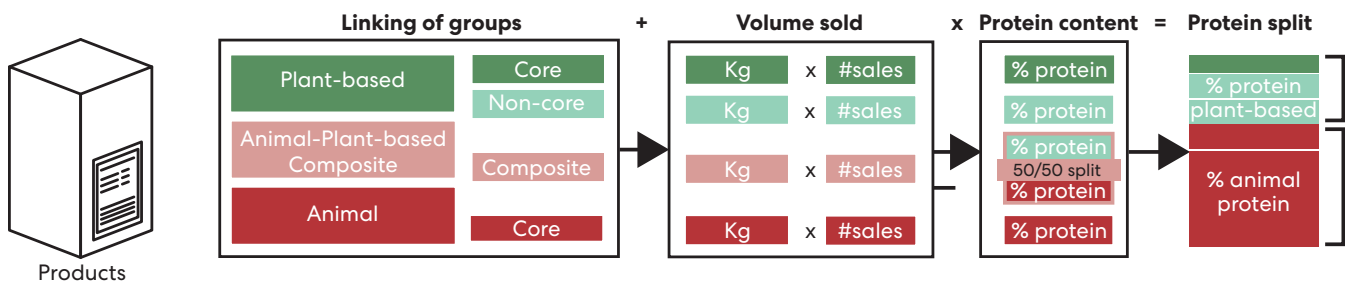 Linking of groups + Volume sold x Protein content = Protein split
Plant-based
Core
Non-core
Animal-Plant-based
Composite
Composite
Animal
Core
Kg x #sales
Kg x #sales
Kg x #sales
Kg x #sales
% protein
% protein
% protein
50/50 split
% protein
% protein
% protein
plant-based
% animal
protein
Products